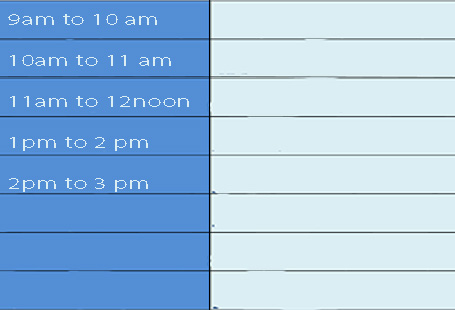 9am to 10 am
10am to 11 am
11am to 12noon
1pm to 2 pm
2pm to 3 pm